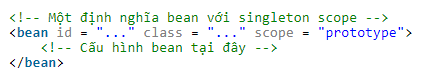 <!-- Một định nghĩa bean với singleton scope -->
<bean id = "..." class = "..." scope = "prototype">
<!-- Cấu hình bean tại đây -->
</bean>